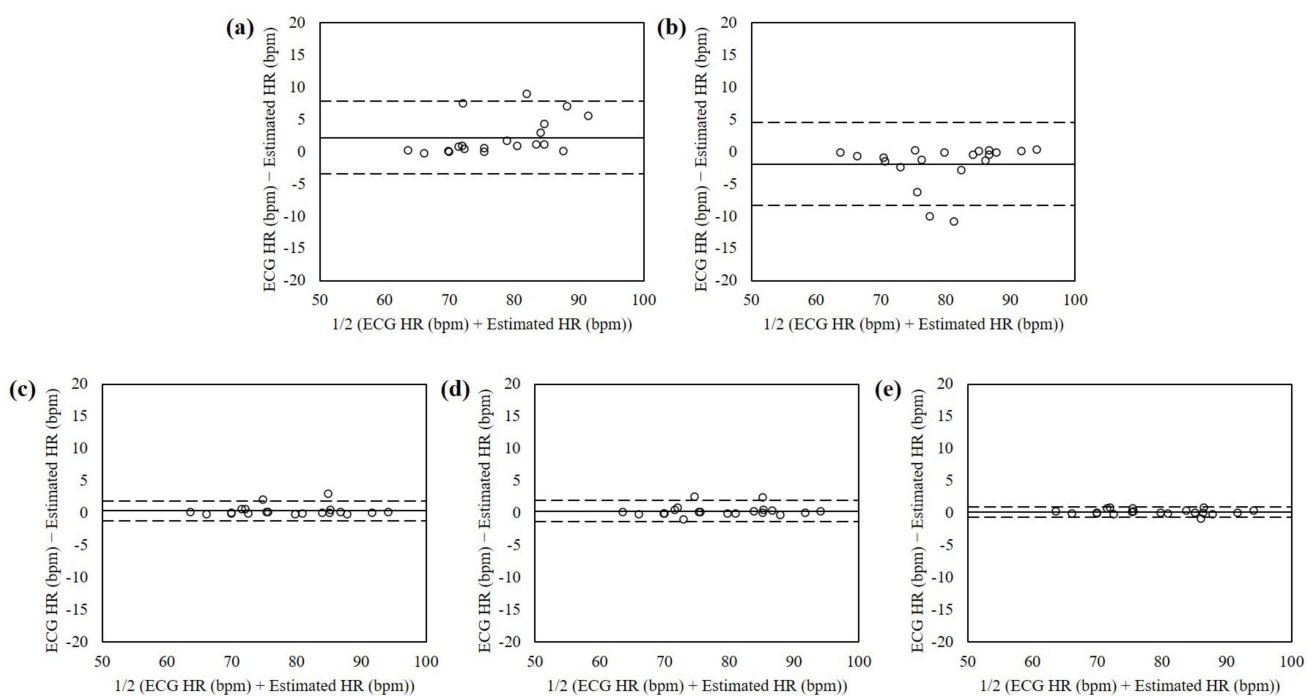 (a)
ECG HR (bpm) − Estimated HR (bpm)
20
15
10
5
0
-5
-10
-15
-20
50 60 70 80 90 100
1/2 (ECG HR (bpm) + Estimated HR (bpm))
(b)
ECG HR (bpm) − Estimated HR (bpm)
20
15
10
5
0
-5
-10
-15
-20
50 60 70 80 90 100
1/2 (ECG HR (bpm) + Estimated HR (bpm))
(c)
ECG HR (bpm) − Estimated HR (bpm)
20
15
10
5
0
-5
-10
-15
-20
50 60 70 80 90 100
1/2 (ECG HR (bpm) + Estimated HR (bpm))
(d)
ECG HR (bpm) − Estimated HR (bpm)
20
15
10
5
0
-5
-10
-15
-20
50 60 70 80 90 100
1/2 (ECG HR (bpm) + Estimated HR (bpm))
(e)
ECG HR (bpm) − Estimated HR (bpm)
20
15
10
5
0
-5
-10
-15
-20
50 60 70 80 90 100
1/2 (ECG HR (bpm) + Estimated HR (bpm))